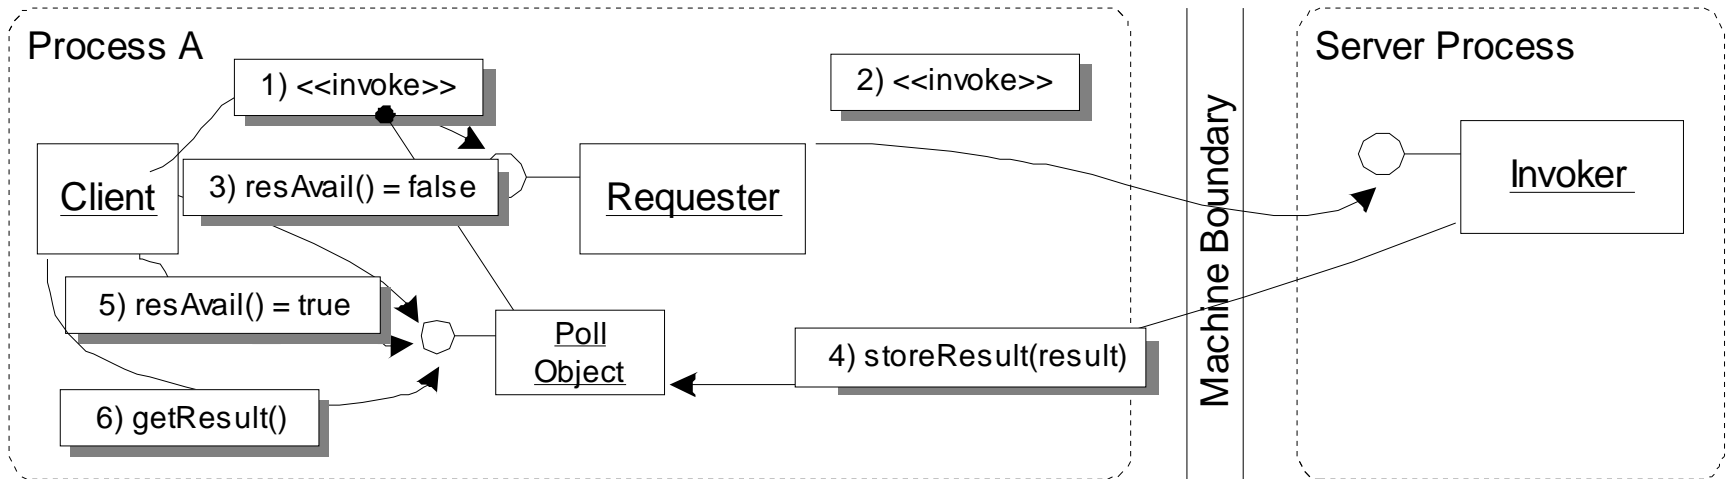 Process A
Server Process
1) <<invoke>>
2) <<invoke>>
Client
3) resAvail() = false
Requester
Invoker
Machine Boundary
5) resAvail() = true
Poll
Object
4) storeResult(result)
6) getResult()